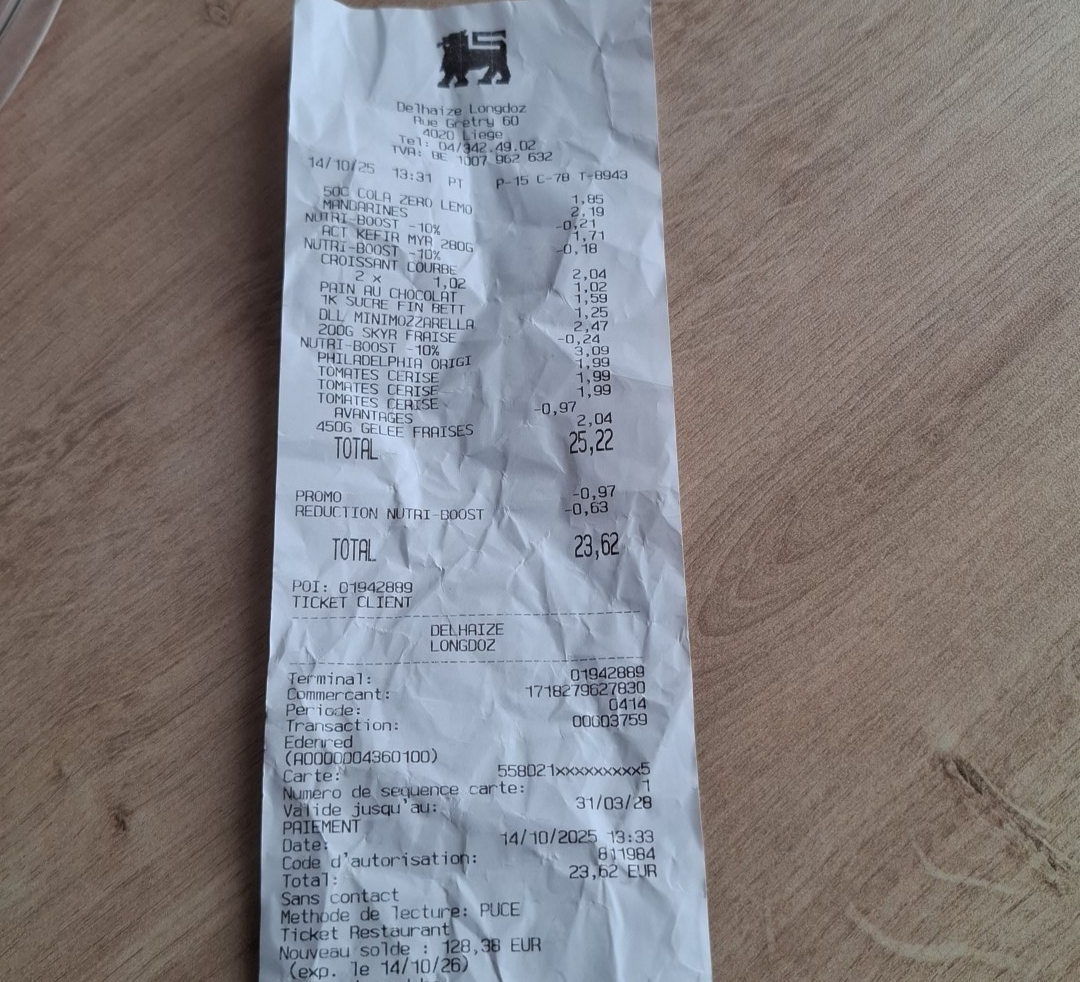 Delhaize Longdoz
Rue Gretry 60
4020 Liege
Tel: 04/342.49.02
TVA: BE 1007 962 632
14/10/25 13:31 PT P-15 C-78 T-8943
50C COLA ZERO LEMO 1,85
MANDARINES 2,19
NUTRI-BOOST -10% -0,21
ACT KEFIR MYR 280G 1,71
NUTRI-BOOST -10% -0,18
CROISSANT COURBE
2 x 1,02 2,04
PAIN AU CHOCOLAT 1,02
1K SUCRE FIN BETT 1,59
DLL MINIMOZZARELLA 1,25
200G SKYR FRAISE 2,47
NUTRI-BOOST -10% -0,24
PHILADELPHIA ORIGI 3,09
TOMATES CERISE 1,99
TOMATES CERISE 1,99
TOMATES CERISE 1,99
AVANTAGES -0,97
450G GELEE FRAISES 2,04
TOTAL 25,22
PROMO -0,97
REDUCTION NUTRI-BOOST -0,63
TOTAL 23,62
POI: 01942889
TICKET CLIENT
DELHAIZE
LONGDOZ
Terminal: 01942889
Commercant: 1718279627830
Periode: 0414
Transaction: 00003759
Edenred
(A0000004360100)
Carte: 558021xxxxxxxxx5
Numero de sequence carte: 1
Valide jusqu'au: 31/03/28
PAIEMENT
Date: 14/10/2025 13:33
Code d'autorisation: 811984
Total: 23,62 EUR
Sans contact
Methode de lecture: PUCE
Ticket Restaurant
Nouveau solde : 128,38 EUR
(exp. le 14/10/26)